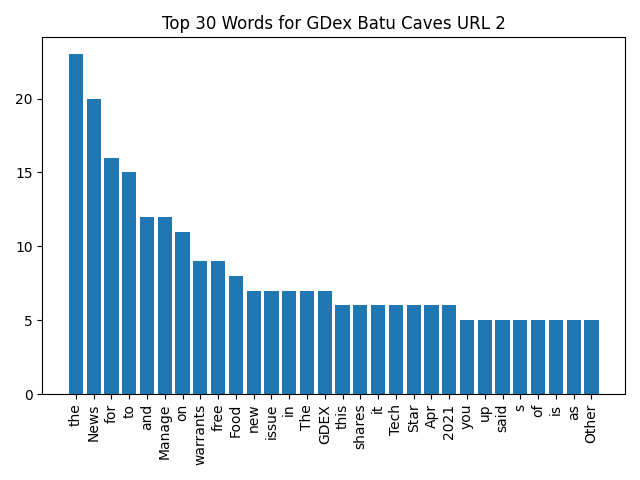 Top 30 Words for GDex Batu Caves URL 2
20
15
10
5
0
the
News
for
to
and
Manage
on
warrants
free
Food
new
issue
in
The
GDEX
this
shares
it
Tech
Star
Apr
2021
you
up
said
s
of
is
as
Other